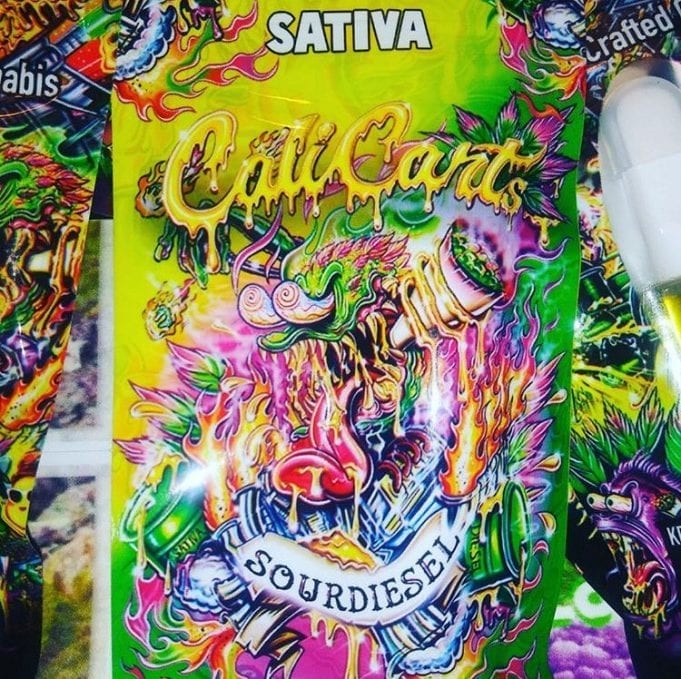 SATIVA
Crafted
abis
Cali Carts
SOURDIESEL